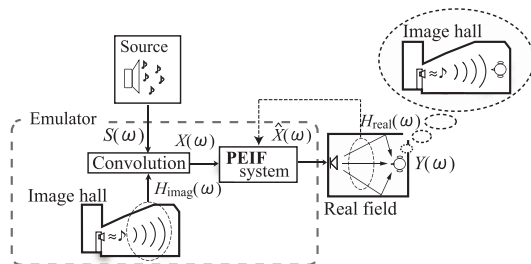 Image hall
Source
Emulator
S(ω)
X(ω)
X̂(ω)
H_real(ω)
Convolution
PEIF
system
Y(ω)
Image hall
H_imag(ω)
Real field